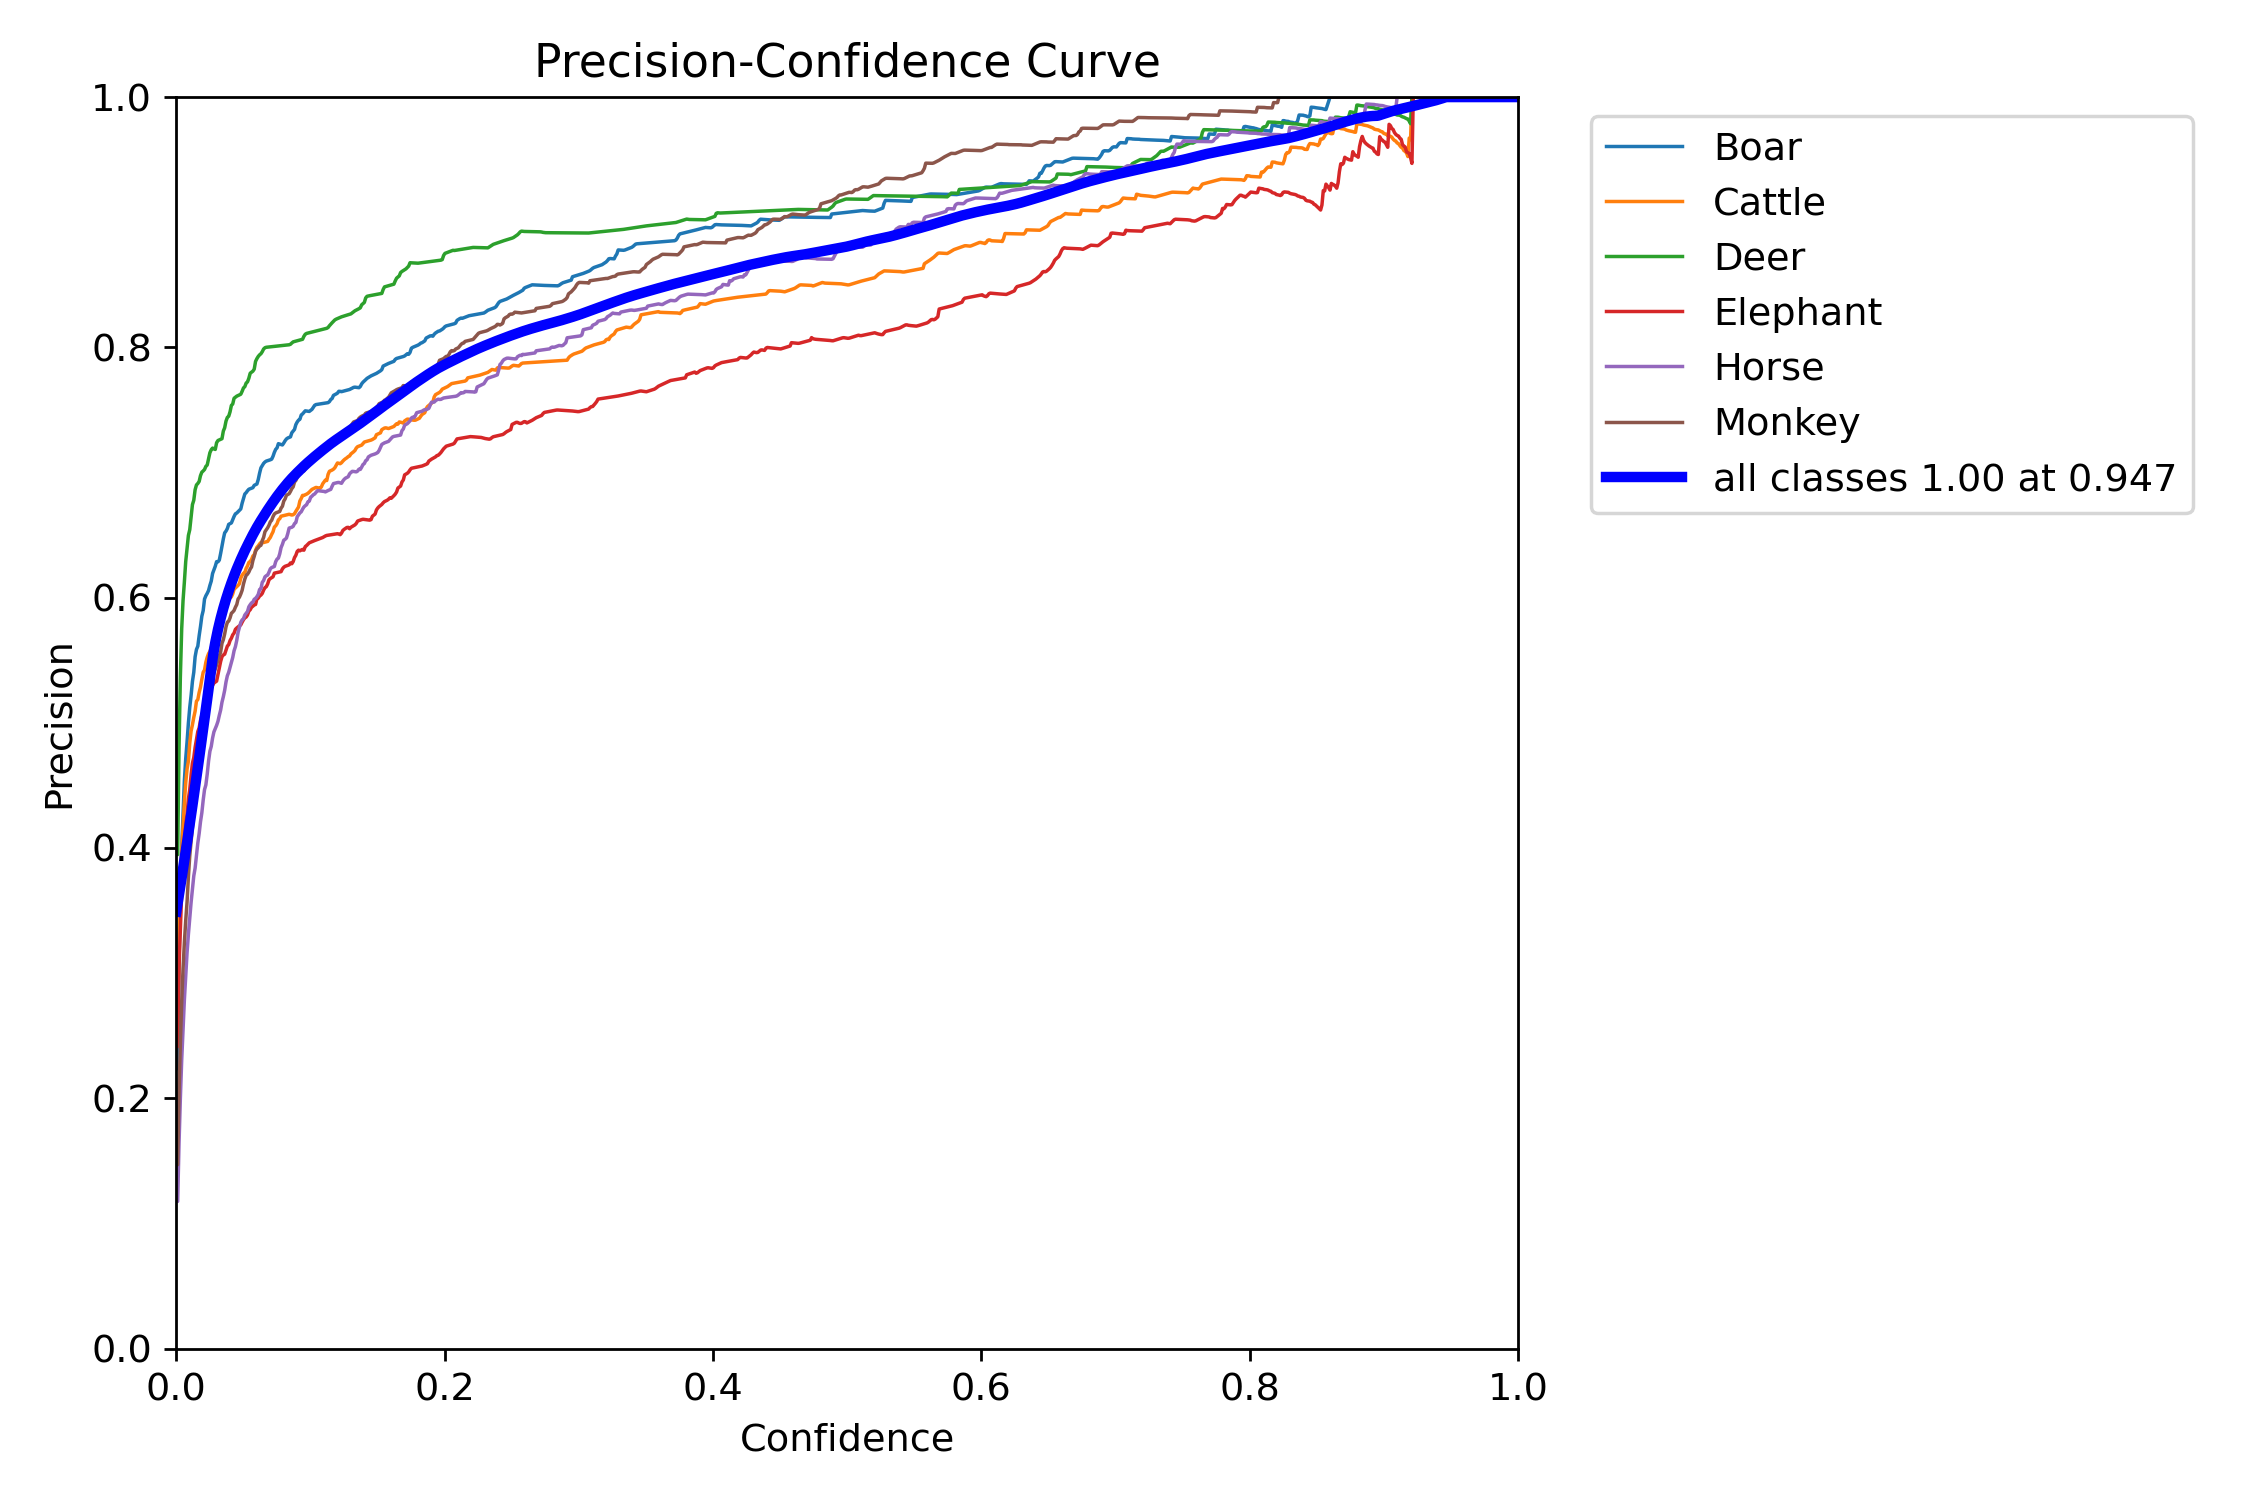 Precision-Confidence Curve
1.0
0.8
0.6
0.4
0.2
0.0
Precision
0.0 0.2 0.4 0.6 0.8 1.0
Confidence
Boar
Cattle
Deer
Elephant
Horse
Monkey
all classes 1.00 at 0.947